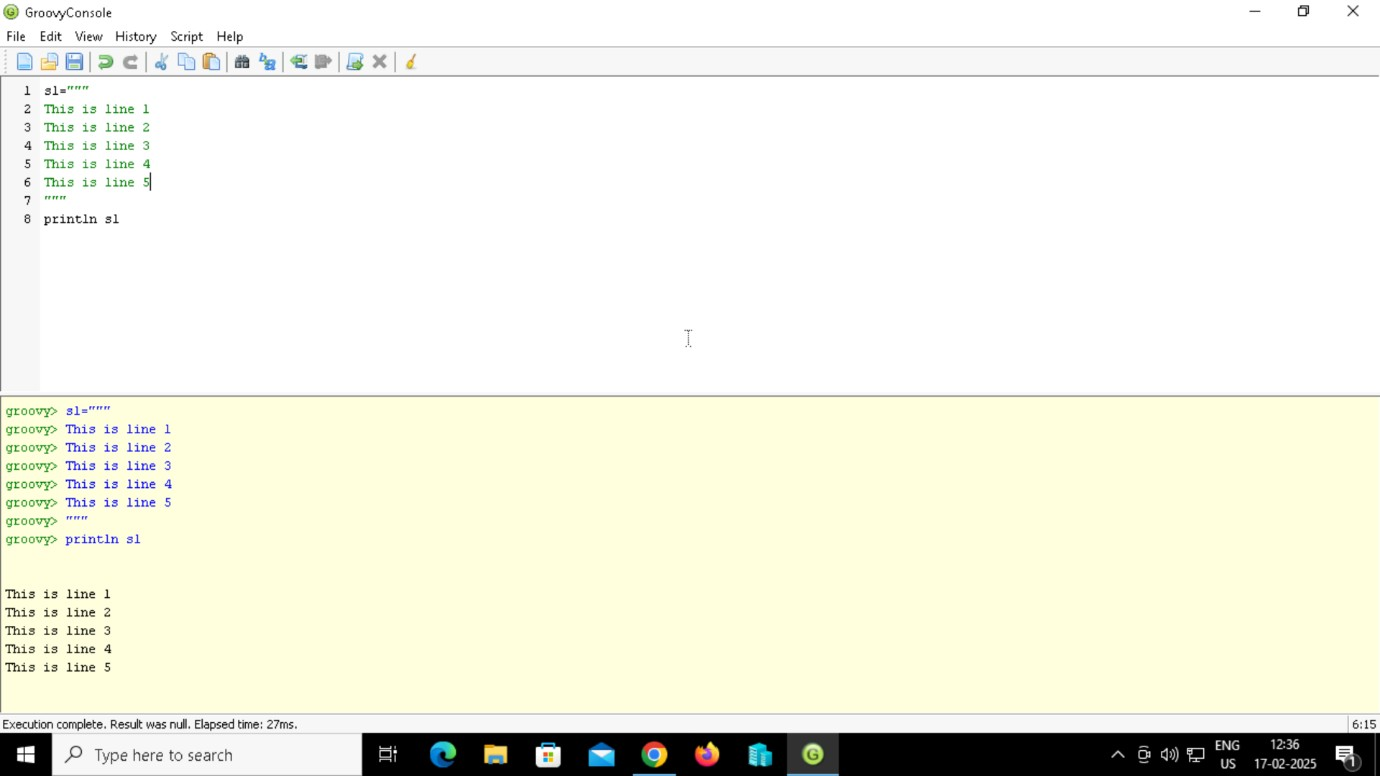 GroovyConsole
File Edit View History Script Help
1 sl="""
2 This is line 1
3 This is line 2
4 This is line 3
5 This is line 4
6 This is line 5
7 """
8 println sl
groovy> sl="""
groovy> This is line 1
groovy> This is line 2
groovy> This is line 3
groovy> This is line 4
groovy> This is line 5
groovy> """
groovy> println sl
This is line 1
This is line 2
This is line 3
This is line 4
This is line 5
Execution complete. Result was null. Elapsed time: 27ms. 6:15
Type here to search
ENG
US
12:36
17-02-2025
1